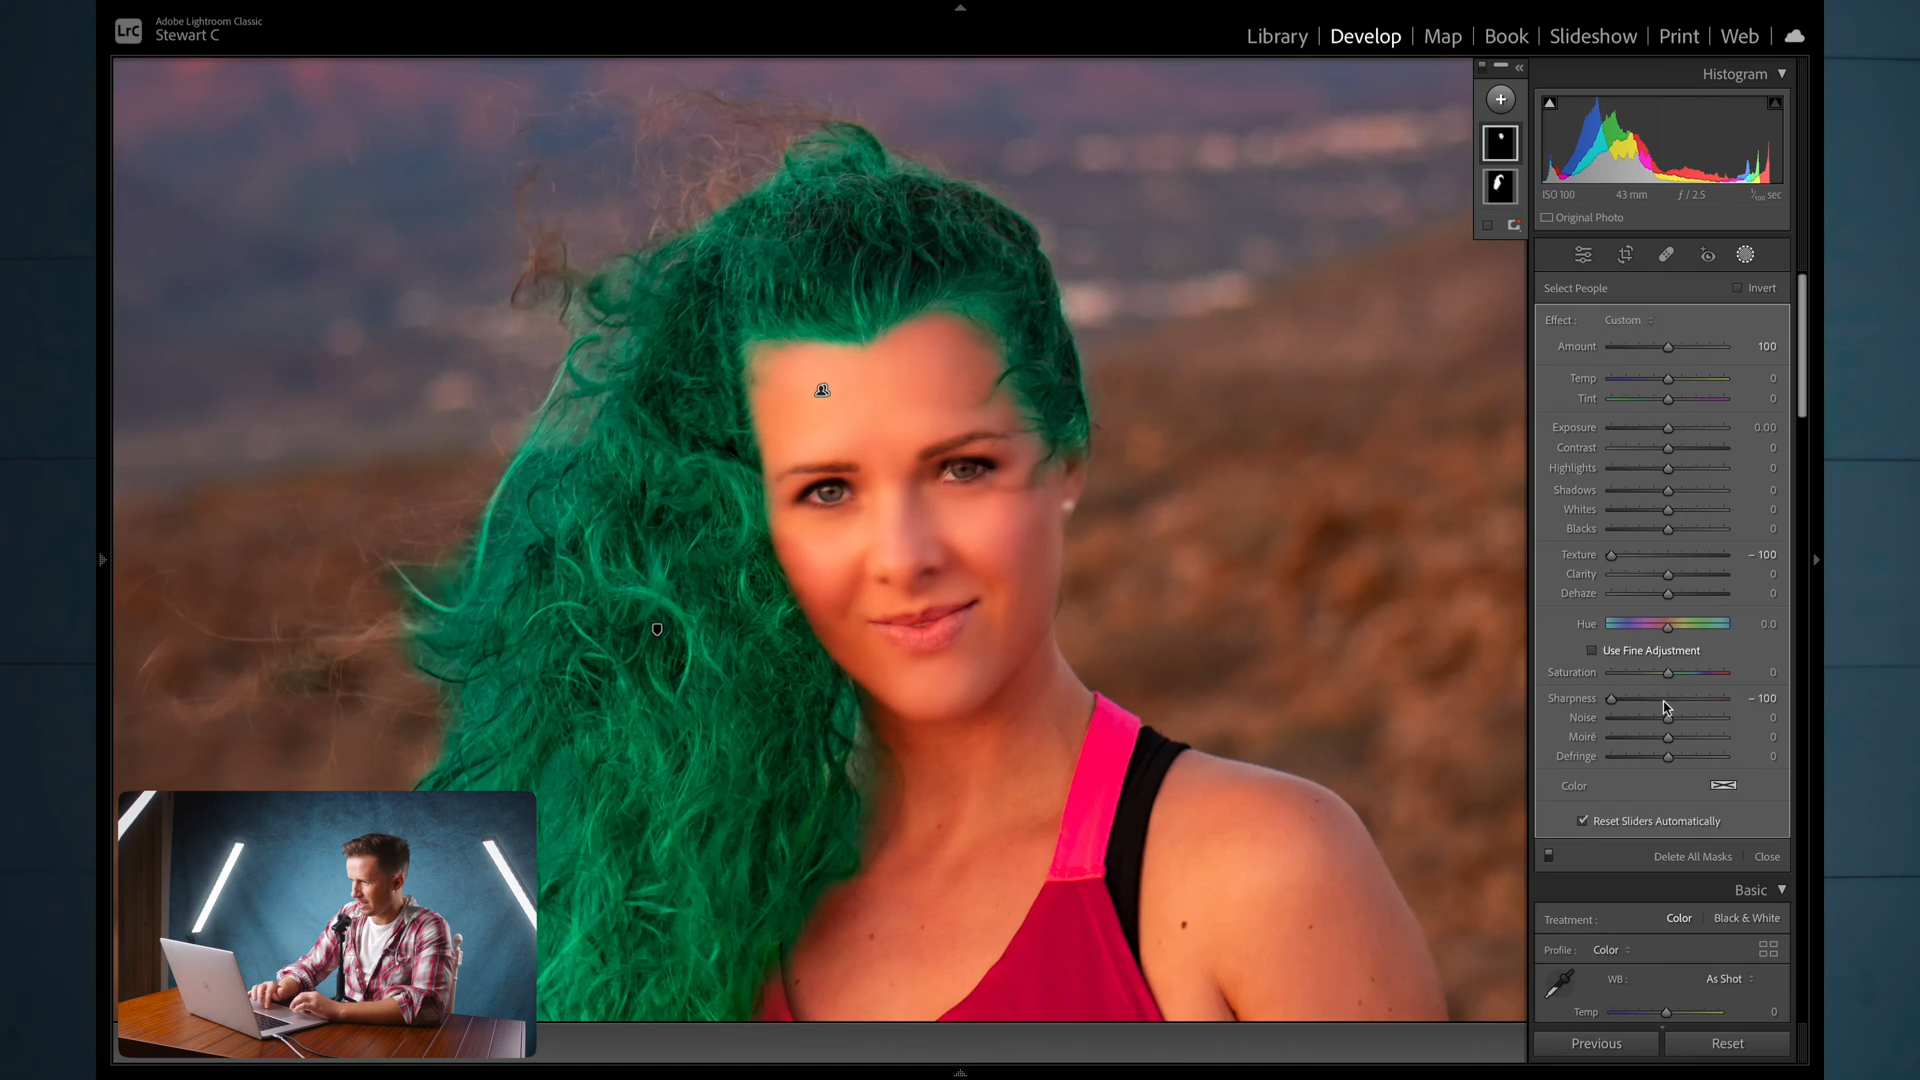 LrC
Adobe Lightroom Classic
Stewart C
Library | Develop | Map | Book | Slideshow | Print | Web
Histogram
ISO 100 43 mm ƒ / 2.5 1/100 sec
Original Photo
Select People Invert
Effect : Custom
Amount 100
Temp 0
Tint 0
Exposure 0.00
Contrast 0
Highlights 0
Shadows 0
Whites 0
Blacks 0
Texture – 100
Clarity 0
Dehaze 0
Hue 0.0
Use Fine Adjustment
Saturation 0
Sharpness – 100
Noise 0
Moiré 0
Defringe 0
Color
Reset Sliders Automatically
Delete All Masks Close
Basic
Treatment : Color | Black & White
Profile : Color
WB : As Shot
Temp 0
Previous Reset